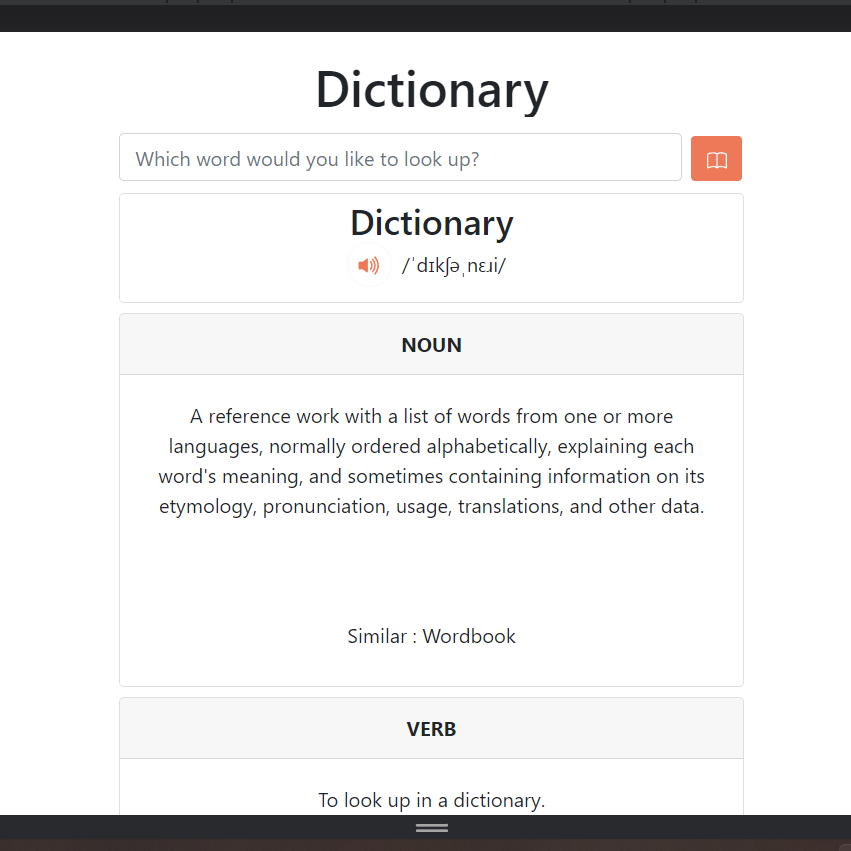 Dictionary
Which word would you like to look up?
Dictionary
/ˈdɪkʃəˌnɛɹi/
NOUN
A reference work with a list of words from one or more
languages, normally ordered alphabetically, explaining each
word's meaning, and sometimes containing information on its
etymology, pronunciation, usage, translations, and other data.
Similar : Wordbook
VERB
To look up in a dictionary.